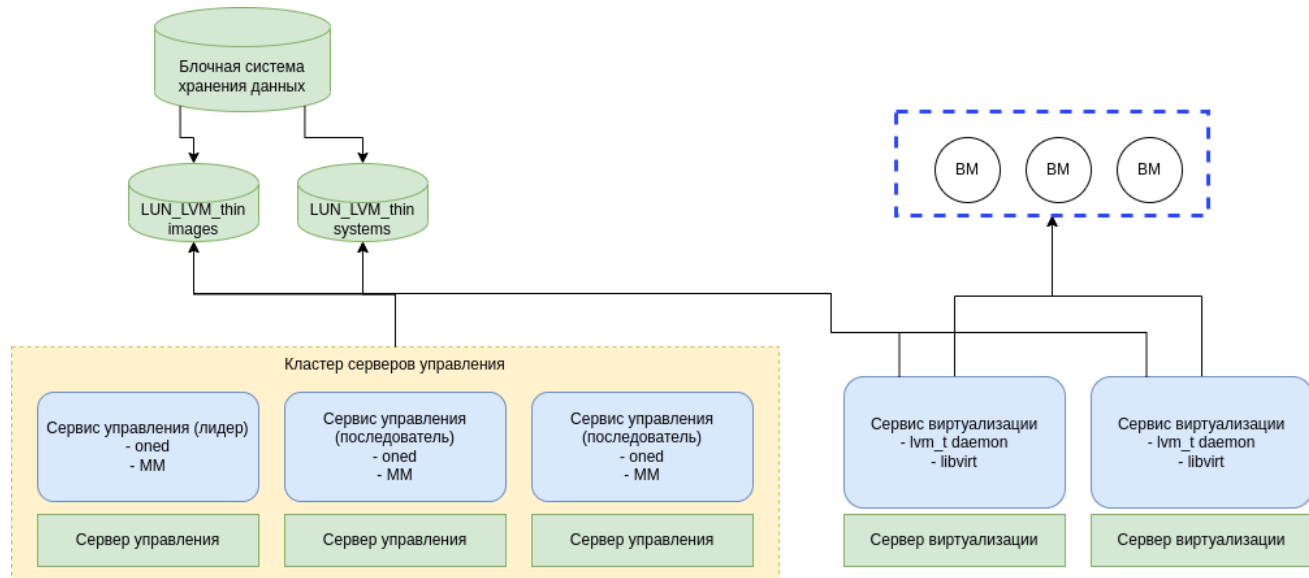 Блочная система
хранения данных
LUN_LVM_thin
images
LUN_LVM_thin
systems
ВМ
ВМ
ВМ
Кластер серверов управления
Сервис управления (лидер)
- oned
- ММ
Сервис управления
(последователь)
- oned
- ММ
Сервис управления
(последователь)
- oned
- ММ
Сервис виртуализации
- lvm_t daemon
- libvirt
Сервис виртуализации
- lvm_t daemon
- libvirt
Сервер управления
Сервер управления
Сервер управления
Сервер виртуализации
Сервер виртуализации